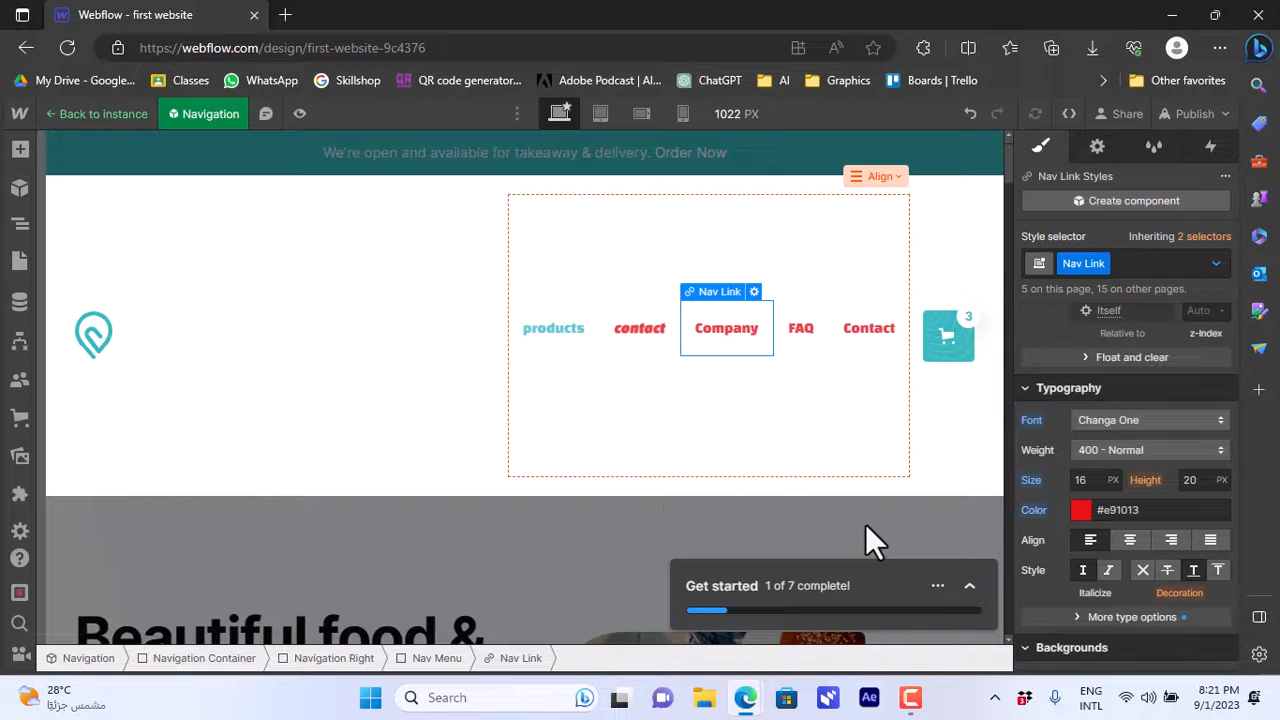 Webflow - first website
https://webflow.com/design/first-website-9c4376
My Drive - Google...
Classes
WhatsApp
Skillshop
QR code generator...
Adobe Podcast | Al...
ChatGPT
AI
Graphics
Boards | Trello
Other favorites
Back to instance
Navigation
1022 PX
Share
Publish
We're open and available for takeaway & delivery. Order Now
Align
Nav Link Styles
Create component
Style selector
Inheriting 2 selectors
Nav Link
5 on this page, 15 on other pages.
Itself
Auto
Relative to
z-Index
Float and clear
Typography
Font
Changa One
Weight
400 - Normal
Size
16 PX
Height
20 PX
Color
#e91013
Align
Style
Italicize
Decoration
More type options
Backgrounds
Nav Link
products
contact
Company
FAQ
Contact
3
Get started
1 of 7 complete!
Beautiful food &
Navigation
Navigation Container
Navigation Right
Nav Menu
Nav Link
28°C
مشمس جزئيًا
Search
ENG
INTL
8:21 PM
9/1/2023